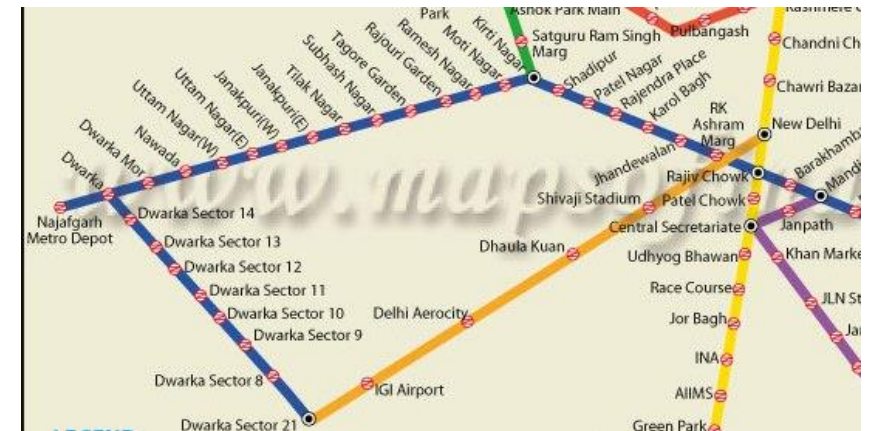 Park
Ashok Park Main
Kirti Nagar
Satguru Ram Singh
Marg
Pulbangash
Moti Nagar
Ramesh Nagar
Rajouri Garden
Tagore Garden
Subhash Nagar
Tilak Nagar
Janakpuri(E)
Janakpuri(W)
Uttam Nagar(E)
Uttam Nagar(W)
Nawada
Dwarka Mor
Dwarka
Najafgarh
Metro Depot
Shadipur
Patel Nagar
Rajendra Place
Karol Bagh
Jhandewalan
RK
Ashram
Marg
Chandni Ch
Chawri Baza
New Delhi
Rajiv Chowk
Barakhamb
Mandi
Patel Chowk
Janpath
Central Secretariate
Udhyog Bhawan
Khan Marke
Race Course
JLN St
Jor Bagh
Ja
INA
AIIMS
Green Park
Shivaji Stadium
Dhaula Kuan
Delhi Aerocity
IGI Airport
Dwarka Sector 14
Dwarka Sector 13
Dwarka Sector 12
Dwarka Sector 11
Dwarka Sector 10
Dwarka Sector 9
Dwarka Sector 8
Dwarka Sector 21
www.mapsofin